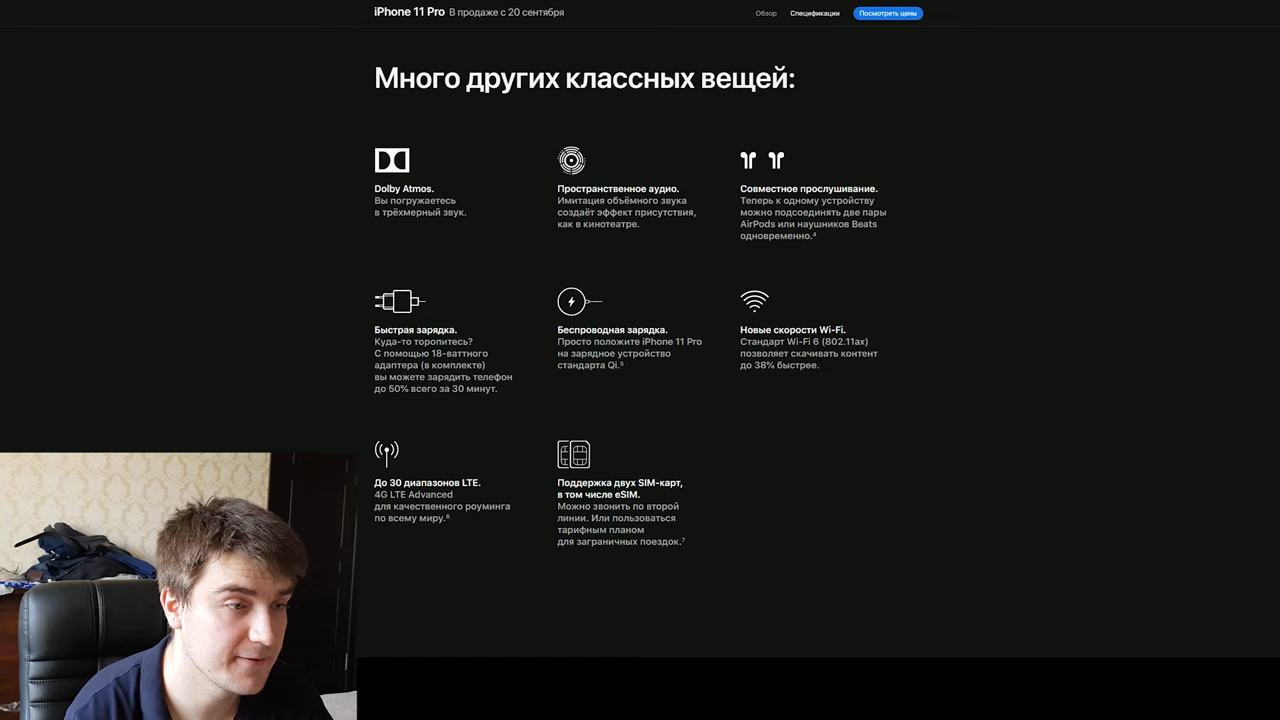 iPhone 11 Pro В продаже с 20 сентября
Обзор
Спецификации
Посмотреть цены
Много других классных вещей:
Dolby Atmos.
Вы погружаетесь
в трёхмерный звук.
Пространственное аудио.
Имитация объёмного звука
создаёт эффект присутствия,
как в кинотеатре.
Совместное прослушивание.
Теперь к одному устройству
можно подсоединять две пары
AirPods или наушников Beats
одновременно.⁴
Быстрая зарядка.
Куда-то торопитесь?
С помощью 18-ваттного
адаптера (в комплекте)
вы можете зарядить телефон
до 50% всего за 30 минут.
Беспроводная зарядка.
Просто положите iPhone 11 Pro
на зарядное устройство
стандарта Qi.⁵
Новые скорости Wi-Fi.
Стандарт Wi-Fi 6 (802.11ax)
позволяет скачивать контент
до 38% быстрее.
До 30 диапазонов LTE.
4G LTE Advanced
для качественного роуминга
по всему миру.⁶
Поддержка двух SIM-карт,
в том числе eSIM.
Можно звонить по второй
линии. Или пользоваться
тарифным планом
для заграничных поездок.⁷